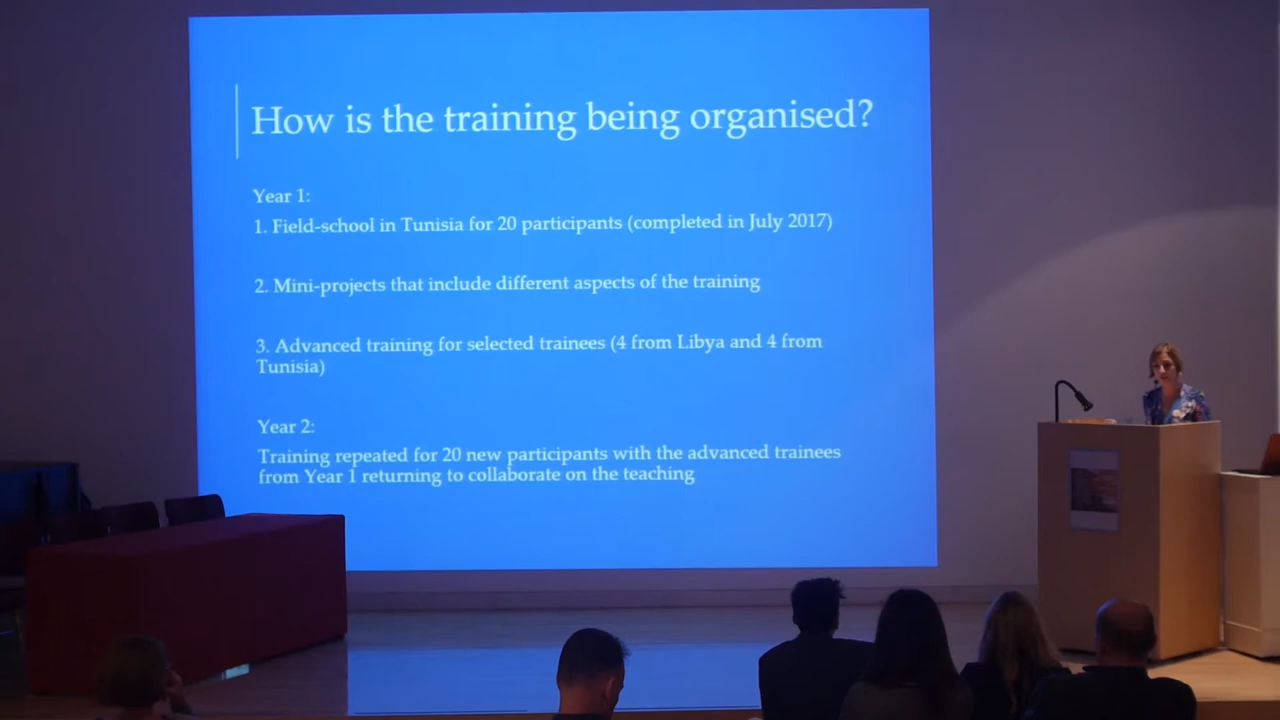 How is the training being organised?
Year 1:
1. Field-school in Tunisia for 20 participants (completed in July 2017)
2. Mini-projects that include different aspects of the training
3. Advanced training for selected trainees (4 from Libya and 4 from
Tunisia)
Year 2:
Training repeated for 20 new participants with the advanced trainees
from Year 1 returning to collaborate on the teaching